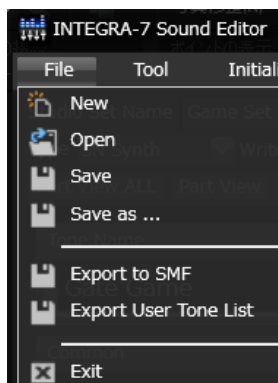 INTEGRA-7 Sound Editor
File Tool Initiali
New
Open
Save
Save as ...
Export to SMF
Export User Tone List
Exit